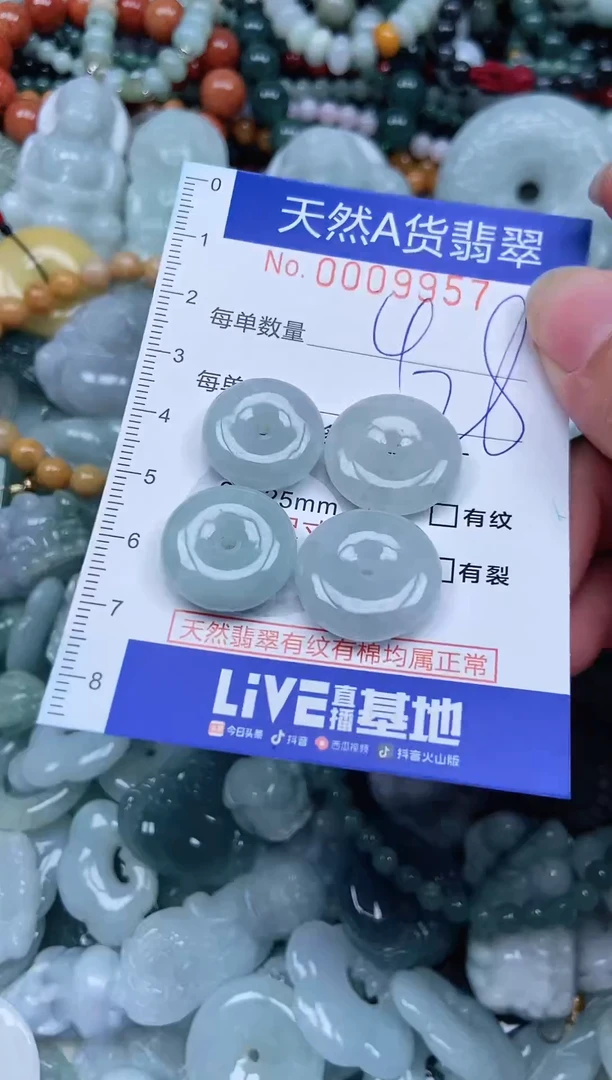 天然A货翡翠
No. 0009957
0
1
2
3
4
5
6
7
8
每单数量
48
每单
25mm
□有纹
□有裂
天然翡翠有纹有棉均属正常
LiVE直播基地
今日头条 抖音 西瓜视频 抖音火山版